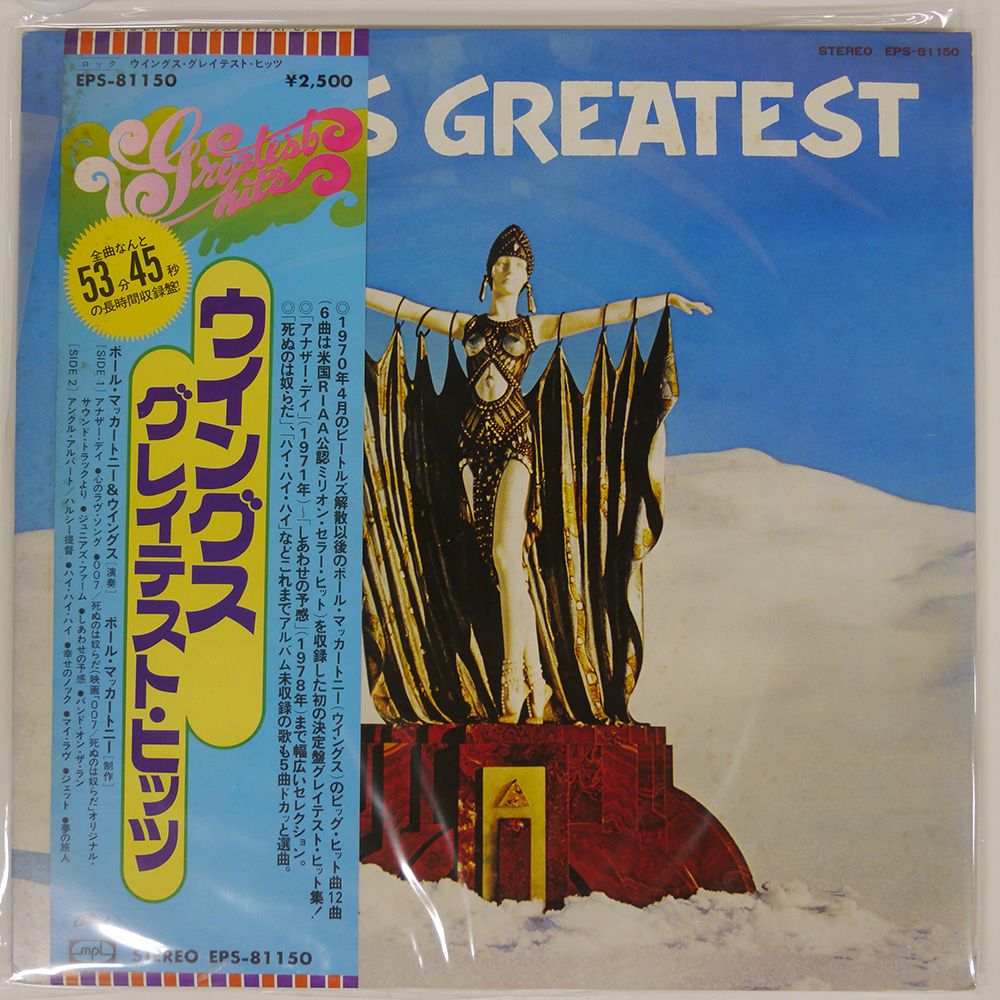 STEREO EPS-81150
S GREATEST
ロック ウイングス・グレイテスト・ヒッツ
EPS-81150 ¥2,500
Greatest
hits
全曲なんと
53分45秒
の長時間収録盤!
ウイングス
グレイテスト・ヒッツ
◎1970年4月のビートルズ解散以後のポール・マッカートニー(ウイングス)のビッグ・ヒット曲12曲
(6曲は米国RIAA公認ミリオン・セラー・ヒット)を収録した初の決定盤グレイテスト・ヒット集!
◎「アナザー・デイ」(1971年)~「しあわせの予感」(1978年)まで幅広いセレクション。
◎「死ぬのは奴らだ」、「ハイ・ハイ・ハイ」などこれまでアルバム未収録の歌も5曲ドカッと選曲。
ポール・マッカートニー&ウイングス[演奏] ポール・マッカートニー[制作]
[SIDE 1]アナザー・デイ●心のラヴ・ソング●007/死ぬのは奴らだ(映画「007/死ぬのは奴らだ」オリジナル・
サウンド・トラックより●ジュニアズ・ファーム●しあわせの予感●バンド・オン・ザ・ラン
[SIDE 2]アンクル・アルバート/ハルセー提督●ハイ・ハイ・ハイ●幸せのノック●マイ・ラヴ●ジェット●夢の旅人
mpl
STEREO EPS-81150